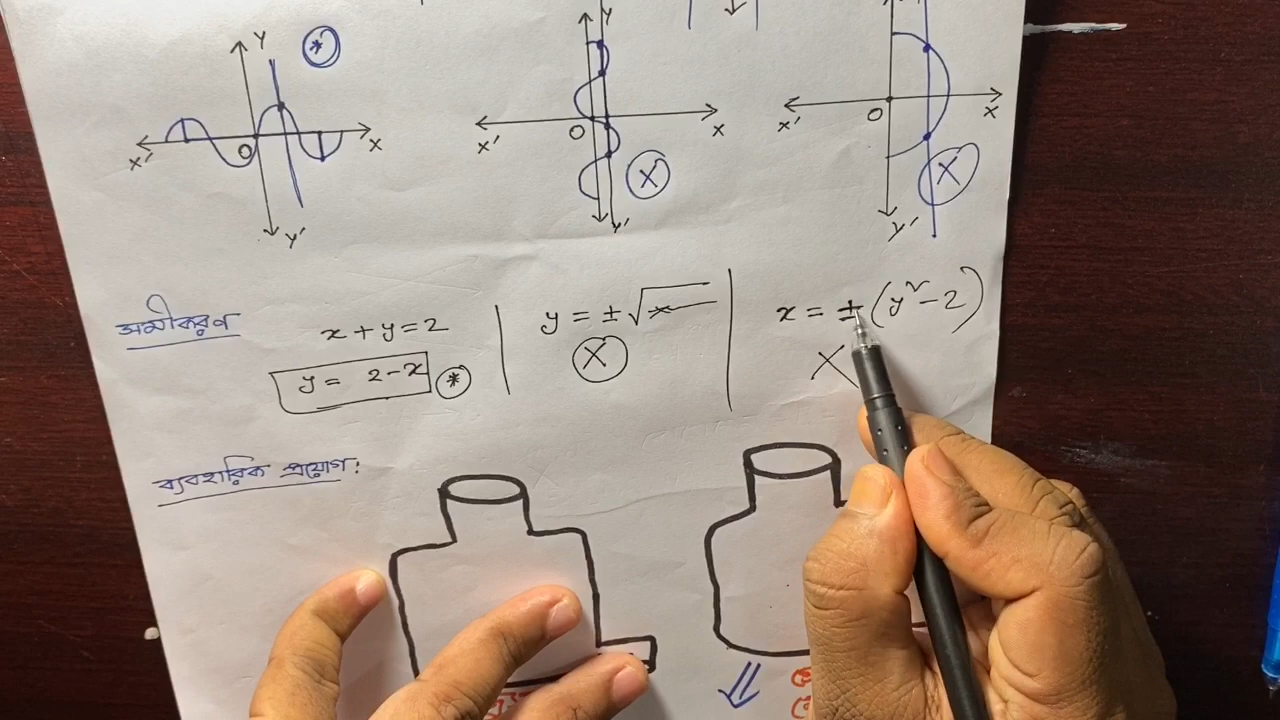 Y
*
X' O X
Y'
Y
X' O X
X
Y'
X' O X
X
Y'
সমীকরণ
x + y = 2
y = 2 - x *
y = ± √x
X
x = ± (y² - 2)
X
ব্যবহারিক প্রয়োগ: